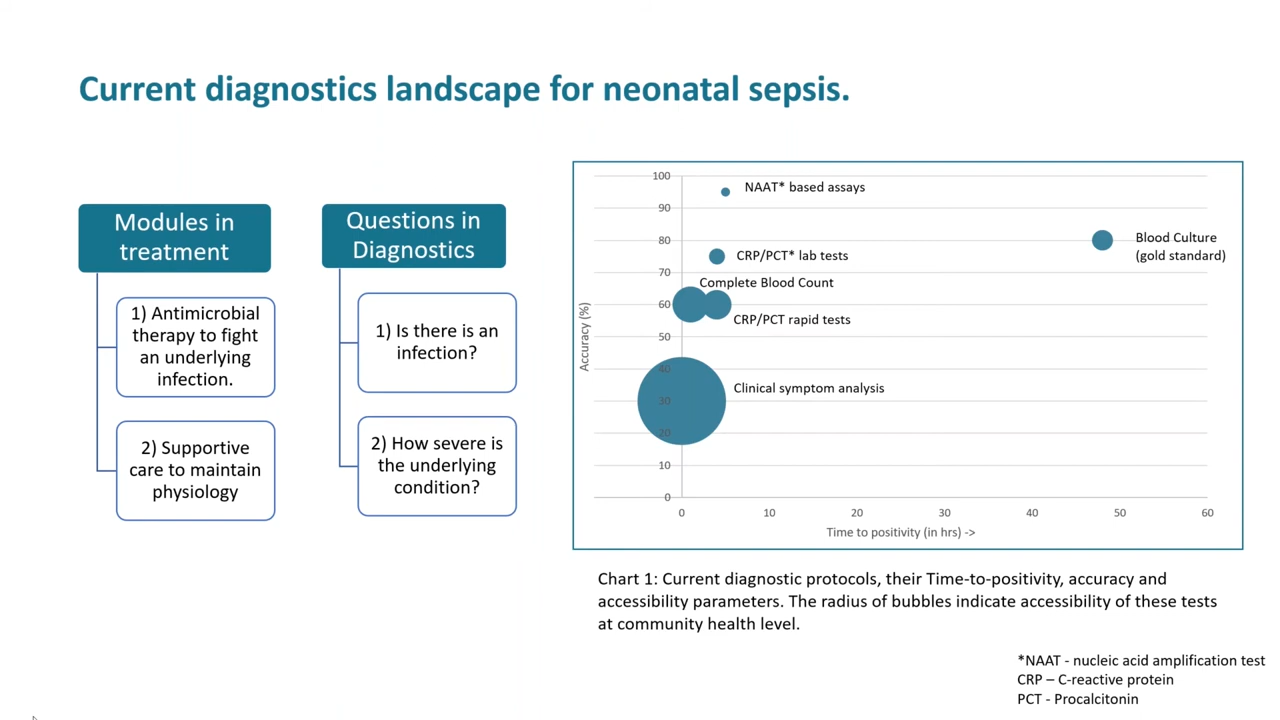 Current diagnostics landscape for neonatal sepsis.
Modules in
treatment
1) Antimicrobial
therapy to fight
an underlying
infection.
2) Supportive
care to maintain
physiology
Questions in
Diagnostics
1) Is there is an
infection?
2) How severe is
the underlying
condition?
Accuracy (%)
100
90
80
70
60
50
40
30
20
10
0
NAAT* based assays
Blood Culture
(gold standard)
CRP/PCT* lab tests
Complete Blood Count
CRP/PCT rapid tests
Clinical symptom analysis
0 10 20 30 40 50 60
Time to positivity (in hrs) ->
Chart 1: Current diagnostic protocols, their Time-to-positivity, accuracy and
accessibility parameters. The radius of bubbles indicate accessibility of these tests
at community health level.
*NAAT - nucleic acid amplification test
CRP – C-reactive protein
PCT - Procalcitonin